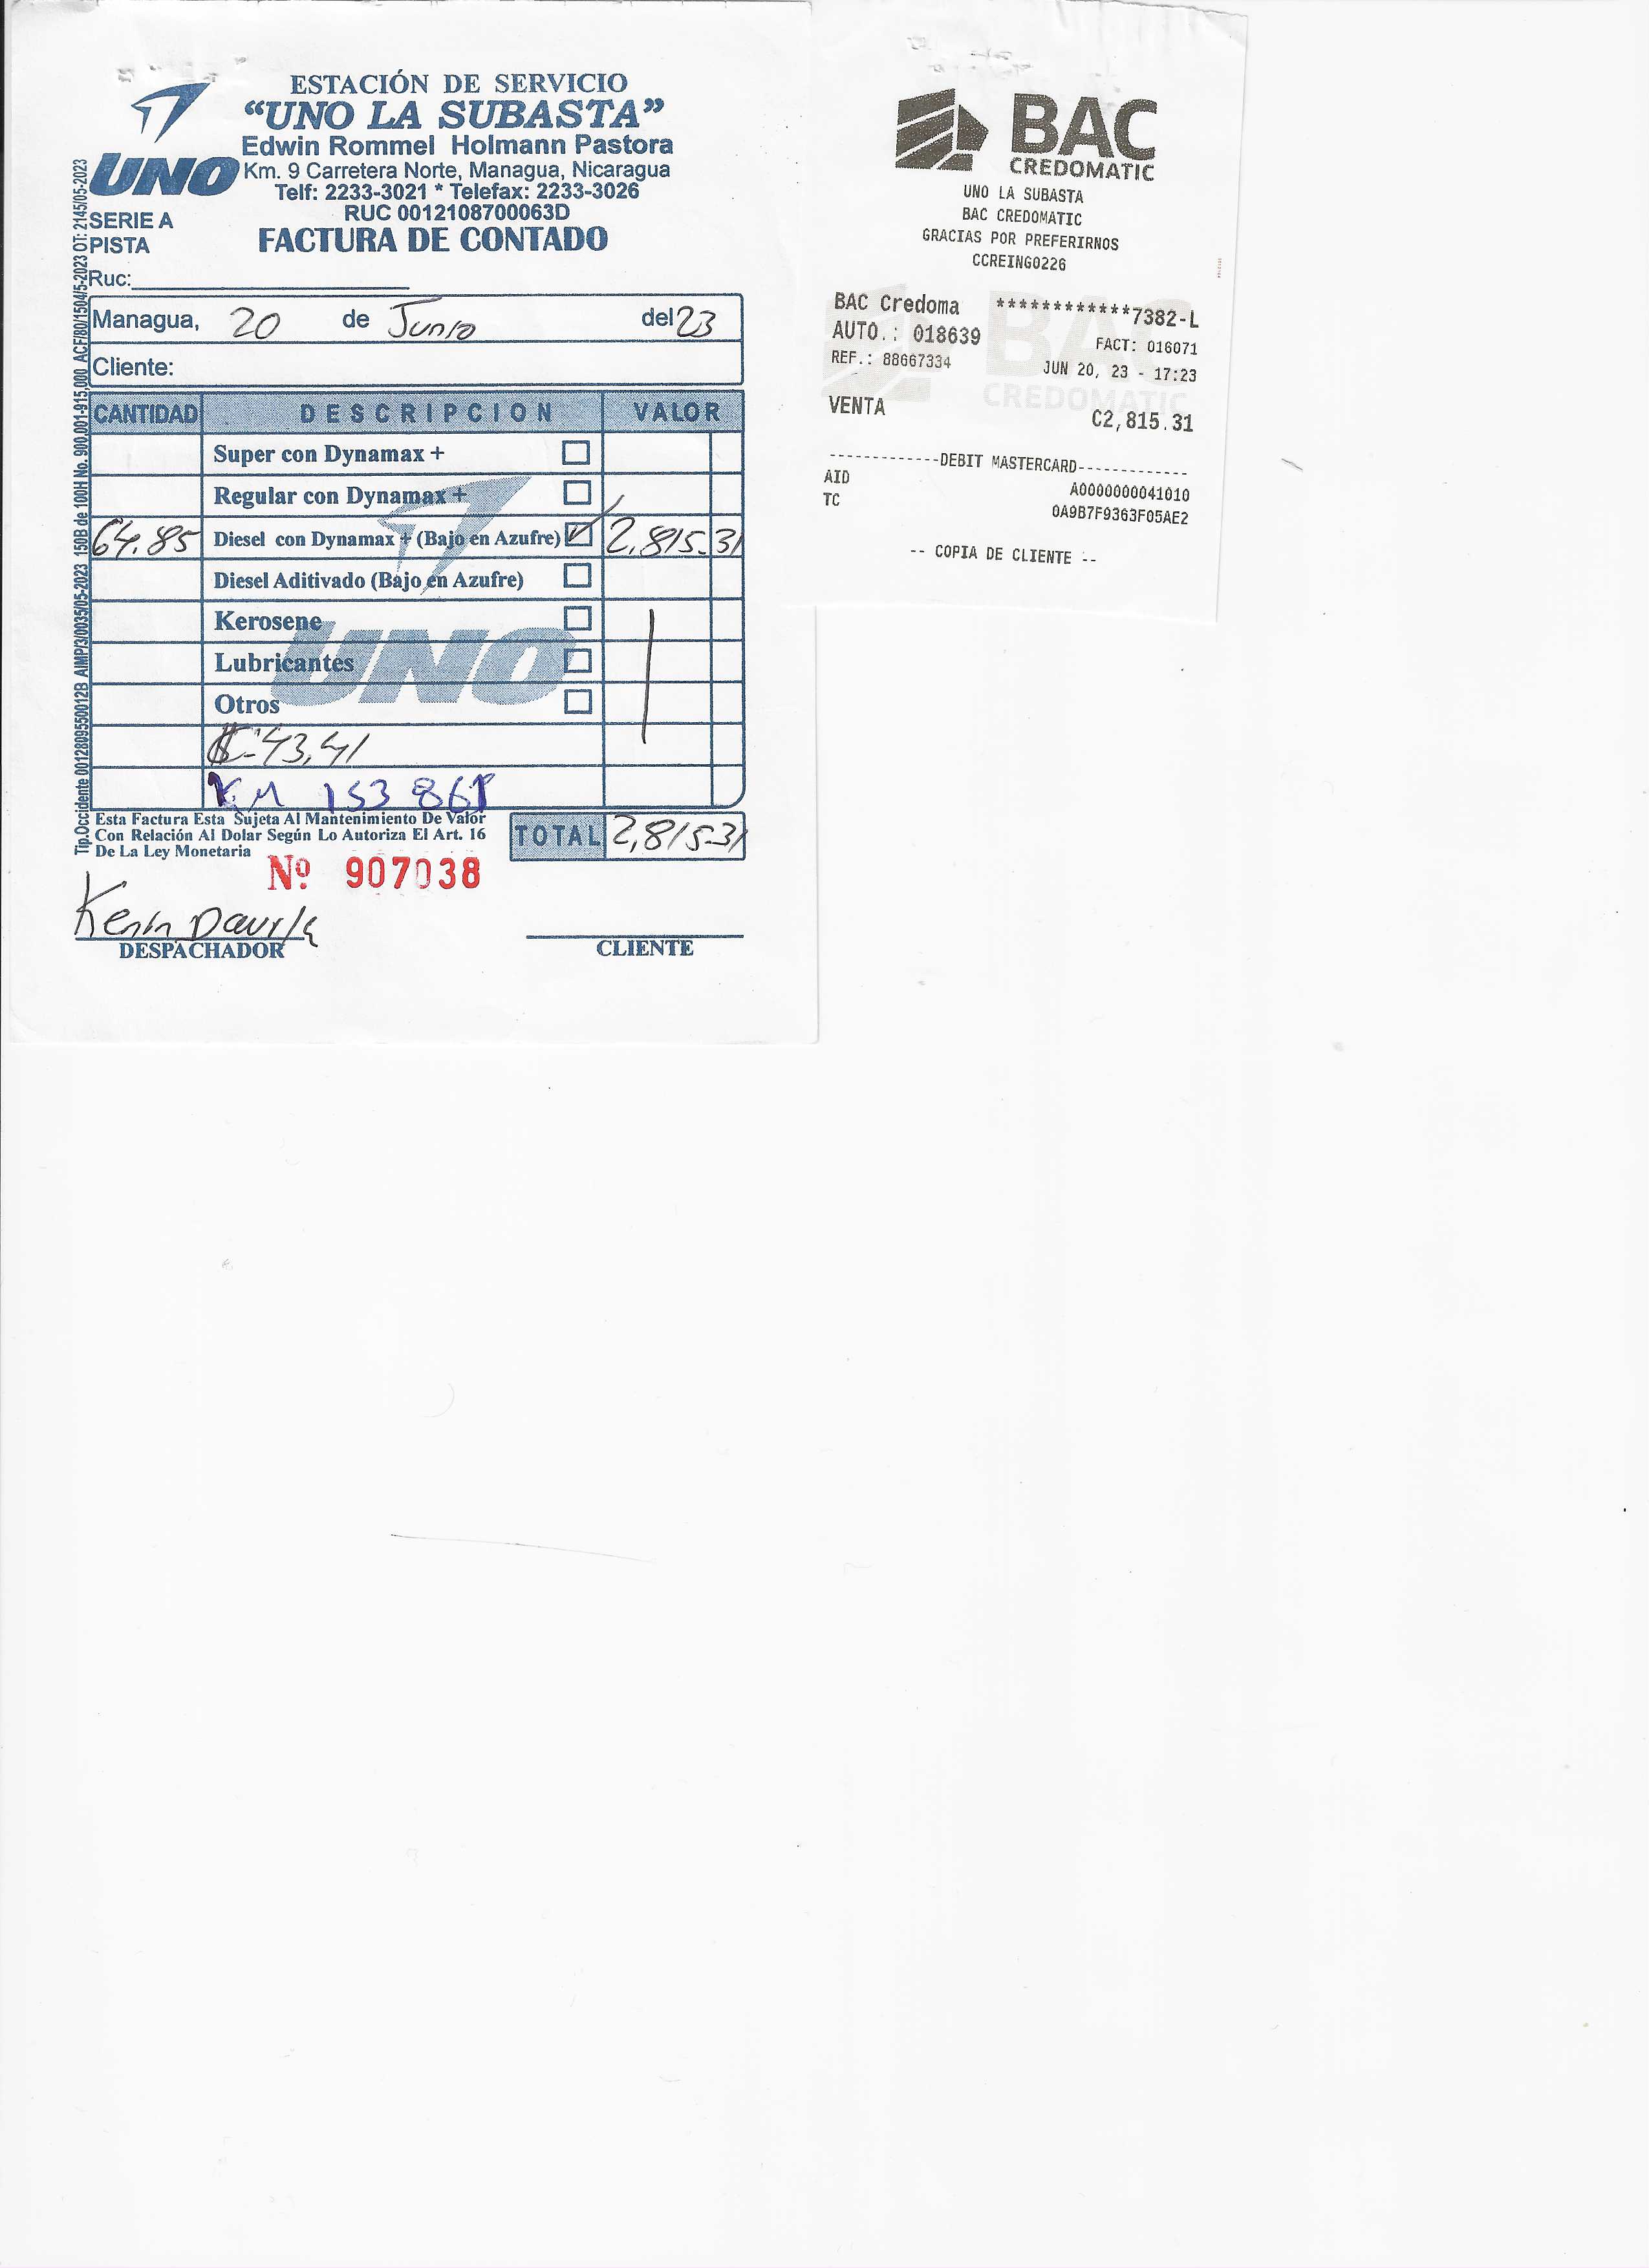 ESTACIÓN DE SERVICIO
“UNO LA SUBASTA”
Edwin Rommel Holmann Pastora
Km. 9 Carretera Norte, Managua, Nicaragua
Telf: 2233-3021 * Telefax: 2233-3026
RUC 0012108700063D
FACTURA DE CONTADO
UNO
SERIE A
PISTA
Ruc:
Managua, 20 de Junio del 23
Cliente:
CANTIDAD DESCRIPCION VALOR
Super con Dynamax +
Regular con Dynamax +
64.85 Diesel con Dynamax + (Bajo en Azufre) 2,815.31
Diesel Aditivado (Bajo en Azufre)
Kerosene
Lubricantes
Otros
UNO
43,41
KM 153 861
Esta Factura Esta Sujeta Al Mantenimiento De Valor
Con Relación Al Dolar Según Lo Autoriza El Art. 16
De La Ley Monetaria
TOTAL 2,815.31
Nº 907038
Kevin Davila
DESPACHADOR
CLIENTE
Tip.Occidente 0012809550012B AIMP/3/0035/05-2023 150B de 100H No. 900,001-915,000 ACF/80/1504/5-2023 OT: 2145/05-2023
BAC
CREDOMATIC
UNO LA SUBASTA
BAC CREDOMATIC
GRACIAS POR PREFERIRNOS
CCREING0226
BAC Credoma ************7382-L
AUTO.: 018639 FACT: 016071
REF.: 88667334 JUN 20, 23 - 17:23
BAC
CREDOMATIC
VENTA C2,815.31
------------DEBIT MASTERCARD------------
AID A0000000041010
TC 0A9B7F9363F05AE2
-- COPIA DE CLIENTE --